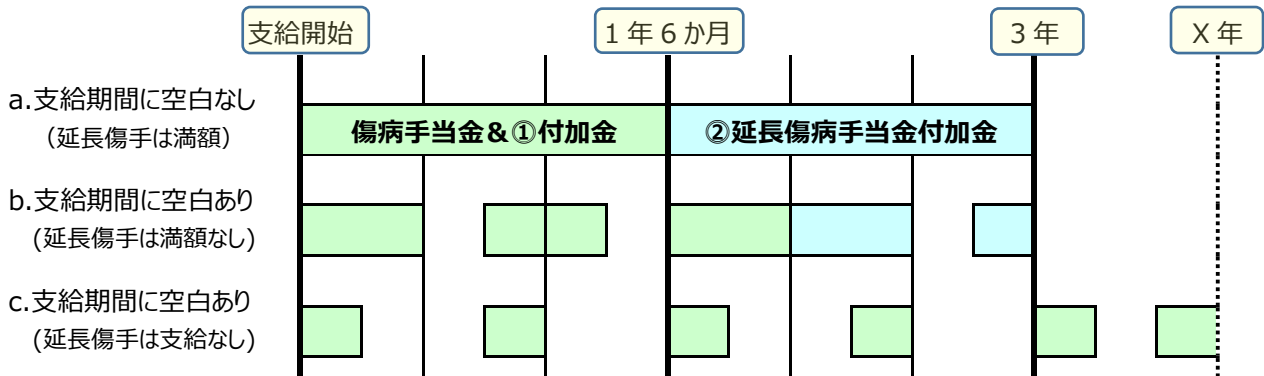 支給開始
1年6か月
3年
X年
a.支給期間に空白なし
（延長傷手は満額）
傷病手当金＆①付加金
②延長傷病手当金付加金
b.支給期間に空白あり
(延長傷手は満額なし)
c.支給期間に空白あり
(延長傷手は支給なし)